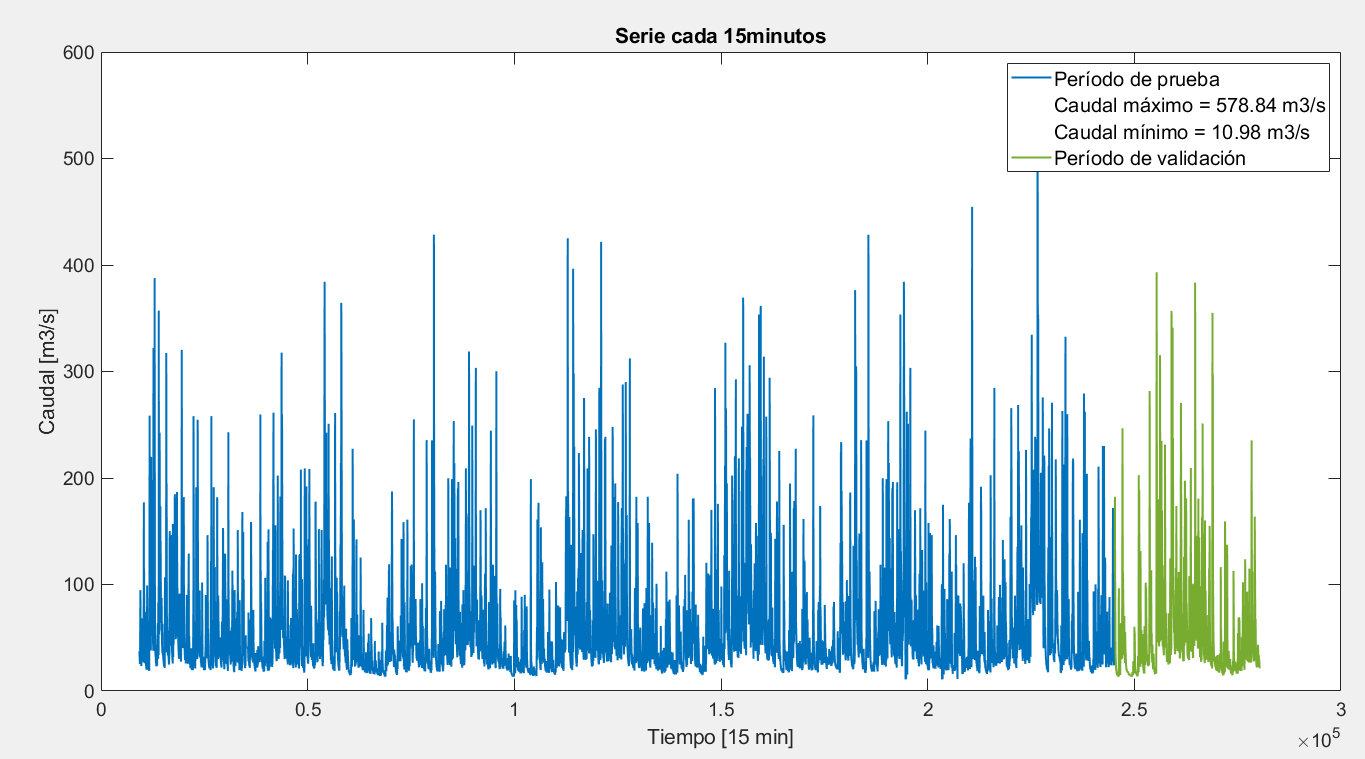 Serie cada 15minutos
600
500
400
300
200
100
0
Caudal [m3/s]
Período de prueba
Caudal máximo = 578.84 m3/s
Caudal mínimo = 10.98 m3/s
Período de validación
0
0.5
1
1.5
2
2.5
3
Tiempo [15 min]
×10⁵